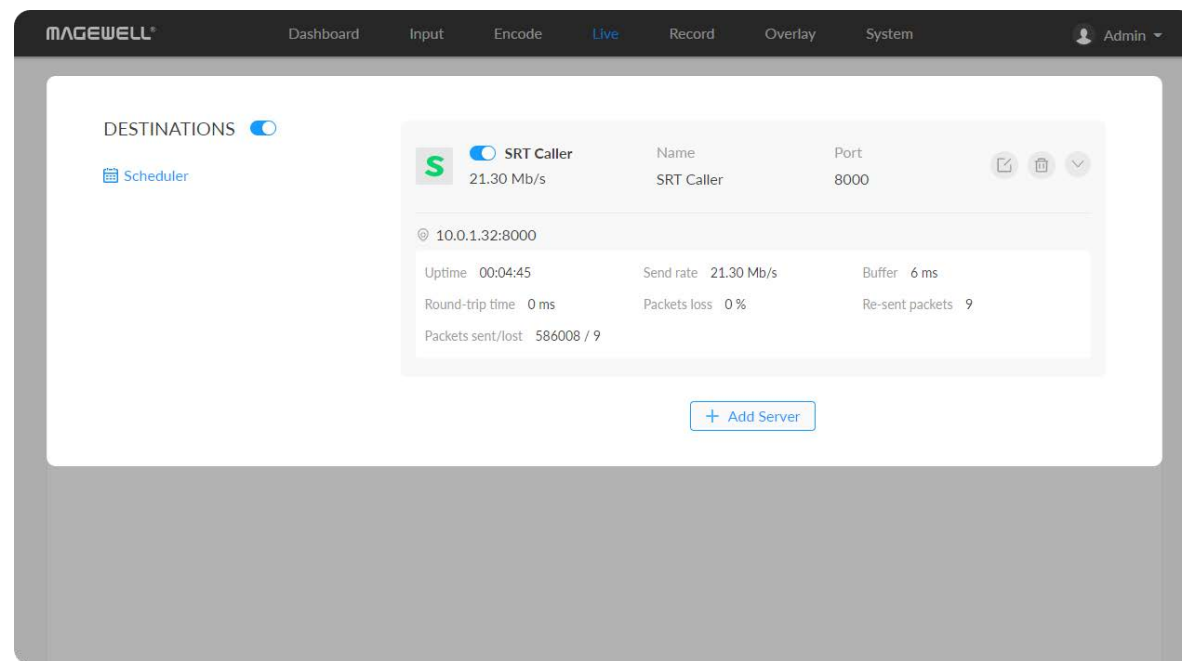 MAGEWELL® Dashboard Input Encode Live Record Overlay System Admin
DESTINATIONS
Scheduler
S SRT Caller Name Port
21.30 Mb/s SRT Caller 8000
10.0.1.32:8000
Uptime 00:04:45 Send rate 21.30 Mb/s Buffer 6 ms
Round-trip time 0 ms Packets loss 0 % Re-sent packets 9
Packets sent/lost 586008 / 9
+ Add Server